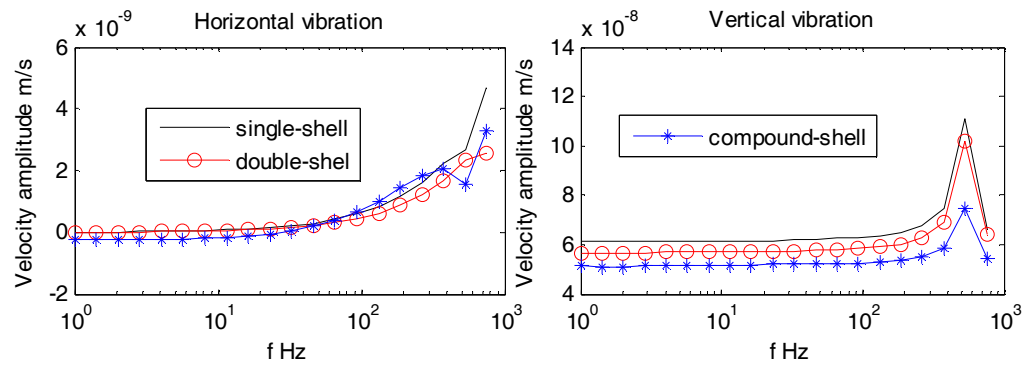 Horizontal vibration
x 10^-9
6
4
2
0
-2
Velocity amplitude m/s
single-shell
double-shel
10^0
10^1
10^2
10^3
f Hz
Vertical vibration
x 10^-8
14
12
10
8
6
4
Velocity amplitude m/s
compound-shell
10^0
10^1
10^2
10^3
f Hz